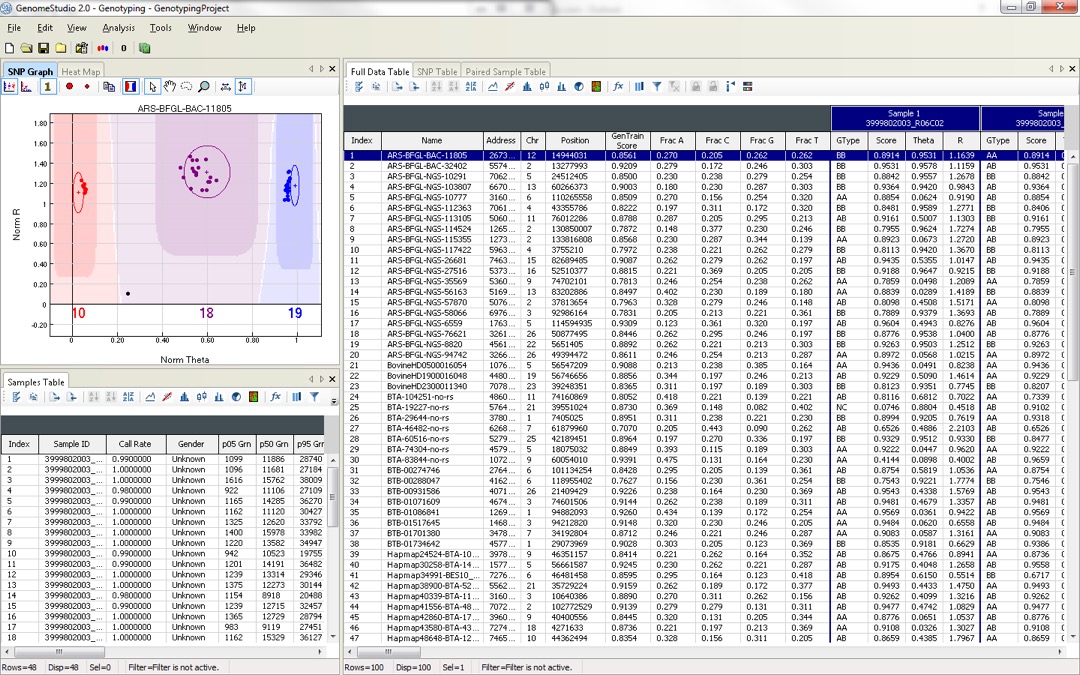 GenomeStudio 2.0 - Genotyping - GenotypingProject
File Edit View Analysis Tools Window Help
SNP Graph Heat Map
ARS-BFGL-BAC-11805
1.80
1.60
1.40
1.20
1
0.80
0.60
0.40
0.20
0
-0.20
Norm R
10 18 19
0 0.20 0.40 0.60 0.80 1
Norm Theta
Samples Table
Index Sample ID Call Rate Gender p05 Grn p50 Grn p95 Grn
1 3999802003_... 0.9900000 Unknown 1099 11886 28740
2 3999802003_... 1.0000000 Unknown 1096 11681 27184
3 3999802003_... 1.0000000 Unknown 1616 15762 38009
4 3999802003_... 0.9800000 Unknown 922 11106 27109
5 3999802003_... 0.9900000 Unknown 1165 14285 36270
6 3999802003_... 1.0000000 Unknown 1162 11120 30427
7 3999802003_... 1.0000000 Unknown 1325 12620 33792
8 3999802003_... 1.0000000 Unknown 1400 15978 33982
9 3999802003_... 0.9900000 Unknown 1220 13582 34947
10 3999802003_... 0.9900000 Unknown 942 10523 19755
11 3999802003_... 0.9900000 Unknown 1201 14191 36482
12 3999802003_... 1.0000000 Unknown 1239 13314 29346
13 3999802003_... 1.0000000 Unknown 1375 12273 30144
14 3999802003_... 0.9800000 Unknown 1154 8918 20488
15 3999802003_... 0.9900000 Unknown 1239 12715 32457
16 3999802003_... 1.0000000 Unknown 1365 12729 28794
17 3999802003_... 0.9900000 Unknown 983 9119 27451
18 3999802003_... 1.0000000 Unknown 1162 15329 36127
Rows=48 Disp=48 Sel=0 Filter=Filter is not active.
Full Data Table SNP Table Paired Sample Table
Sample 1
3999802003_R06C02
Sample
3999802003_
Index Name Address Chr Position GenTrain Score Frac A Frac C Frac G Frac T GType Score Theta R GType Score
1 ARS-BFGL-BAC-11805 2673... 12 14944031 0.8561 0.270 0.205 0.262 0.262 BB 0.8914 0.9531 1.1639 AA 0.8914
2 ARS-BFGL-BAC-32402 5574... 2 13277993 0.9209 0.279 0.172 0.246 0.303 BB 0.9531 0.9578 1.1159 AB 0.9531
3 ARS-BFGL-NGS-10291 7062... 5 24512405 0.8500 0.230 0.238 0.279 0.254 BB 0.8842 0.9557 1.2678 BB 0.8842
4 ARS-BFGL-NGS-103807 6670... 13 60266373 0.9003 0.180 0.230 0.287 0.303 BB 0.9364 0.9420 0.9843 BB 0.9364
5 ARS-BFGL-NGS-10777 3160... 6 110265558 0.8508 0.270 0.156 0.254 0.320 AA 0.8854 0.0624 0.9190 AB 0.8854
6 ARS-BFGL-NGS-112363 7061... 9 43355786 0.8222 0.197 0.311 0.172 0.320 BB 0.8481 0.9589 1.2771 BB 0.8406
7 ARS-BFGL-NGS-113105 5060... 11 76012286 0.8788 0.287 0.205 0.295 0.213 AB 0.9161 0.5007 1.1303 BB 0.9161
8 ARS-BFGL-NGS-114524 1265... 2 130850007 0.7872 0.148 0.377 0.230 0.246 BB 0.7955 0.9624 1.7274 BB 0.7955
9 ARS-BFGL-NGS-115355 1273... 2 133816808 0.8568 0.230 0.287 0.344 0.139 AA 0.8923 0.0673 1.2720 AB 0.8923
10 ARS-BFGL-NGS-117422 5963... 4 3755210 0.7972 0.238 0.221 0.262 0.279 BB 0.8113 0.9420 1.3670 BB 0.8113
11 ARS-BFGL-NGS-26681 7463... 15 82689485 0.9087 0.262 0.279 0.262 0.197 AB 0.9435 0.5355 1.0147 AB 0.9435
12 ARS-BFGL-NGS-27516 5373... 16 52510377 0.8815 0.221 0.369 0.205 0.205 BB 0.9188 0.9647 0.9215 BB 0.9188
13 ARS-BFGL-NGS-35569 5360... 9 74702101 0.7813 0.246 0.254 0.238 0.262 AA 0.7859 0.0498 1.2089 AA 0.7859
14 ARS-BFGL-NGS-56163 5169... 13 83202886 0.8497 0.402 0.230 0.189 0.180 AA 0.8839 0.0289 1.4189 BB 0.8839
15 ARS-BFGL-NGS-57870 5076... 2 37813654 0.7963 0.328 0.279 0.246 0.148 AB 0.8098 0.4508 1.5171 AA 0.8098
16 ARS-BFGL-NGS-58066 6976... 3 92986164 0.7831 0.205 0.213 0.221 0.361 BB 0.7889 0.9379 1.3693 AB 0.7889
17 ARS-BFGL-NGS-6559 1763... 5 114594935 0.9309 0.123 0.361 0.320 0.197 AB 0.9604 0.4943 0.8276 AB 0.9604
18 ARS-BFGL-NGS-76621 3261... 26 50877495 0.8446 0.262 0.295 0.246 0.197 BB 0.8776 0.9538 1.0400 AB 0.8776
19 ARS-BFGL-NGS-8820 4561... 22 5651405 0.8892 0.262 0.213 0.221 0.303 BB 0.9263 0.9503 1.2512 BB 0.9263
20 ARS-BFGL-NGS-94742 3266... 26 49394472 0.8611 0.246 0.254 0.213 0.287 AA 0.8972 0.0568 1.0215 AA 0.8972
21 BovineHD0500016054 1076... 5 56547209 0.9088 0.213 0.238 0.385 0.164 AA 0.9436 0.0491 0.8238 AA 0.9436
22 BovineHD1900016048 4480... 19 56746656 0.8856 0.344 0.197 0.246 0.213 AB 0.9229 0.5090 1.4614 AA 0.9229
23 BovineHD2300011340 7078... 23 39248351 0.8365 0.311 0.197 0.189 0.303 BB 0.8123 0.9351 0.7745 BB 0.8207
24 BTA-104251-no-rs 4860... 11 74160869 0.8052 0.418 0.221 0.139 0.221 AB 0.8116 0.6812 0.7022 AA 0.7339
25 BTA-19227-no-rs 5764... 21 39551024 0.8730 0.369 0.148 0.082 0.402 NC 0.0746 0.8804 0.4518 AB 0.9102
26 BTA-29644-no-rs 3780... 1 7405025 0.8951 0.311 0.238 0.221 0.230 BB 0.8994 0.9205 0.7619 AA 0.9318
27 BTA-46482-no-rs 6268... 7 61879960 0.7070 0.205 0.443 0.090 0.262 AB 0.6526 0.4886 2.2103 AB 0.6526
28 BTA-60516-no-rs 5279... 25 42189451 0.8964 0.197 0.270 0.336 0.197 BB 0.9329 0.9512 0.9330 BB 0.8477
29 BTA-74304-no-rs 4579... 5 18075032 0.8849 0.393 0.115 0.189 0.303 AA 0.9222 0.0447 0.9620 AA 0.9222
30 BTA-83844-no-rs 1072... 9 60054010 0.9391 0.475 0.131 0.164 0.230 AA 0.4144 0.0898 0.4002 AB 0.9659
31 BTB-00274746 2764... 6 101134254 0.8428 0.295 0.205 0.139 0.361 AB 0.8754 0.5819 1.0536 AA 0.8754
32 BTB-00288047 4162... 6 118955402 0.7627 0.156 0.230 0.361 0.254 BB 0.7543 0.9221 1.7774 BB 0.7543
33 BTB-00931586 4071... 26 21409429 0.9226 0.238 0.164 0.230 0.369 AB 0.9543 0.4338 1.5769 AB 0.9543
34 BTB-01071609 4674... 3 74601506 0.9144 0.262 0.238 0.189 0.311 AB 0.9481 0.4679 1.3357 AB 0.9481
35 BTB-01086841 1269... 1 94882093 0.9260 0.434 0.139 0.172 0.254 AA 0.9569 0.0361 0.9422 AB 0.9569
36 BTB-01517645 1468... 3 94212820 0.9148 0.320 0.230 0.246 0.205 AA 0.9484 0.0620 0.6558 AB 0.9484
37 BTB-01701380 3478... 7 34192804 0.8712 0.246 0.221 0.246 0.287 AA 0.9083 0.0587 1.3161 AA 0.9083
38 BTB-01734642 4577... 1 29073969 0.9028 0.303 0.205 0.123 0.369 BB 0.8535 0.9181 0.6629 AB 0.9386
39 Hapmap24524-BTA-10... 3978... 9 46351157 0.8414 0.221 0.262 0.164 0.352 AB 0.8675 0.4766 0.8941 AA 0.8736
40 Hapmap30258-BTA-14... 1577... 5 56661587 0.9245 0.230 0.262 0.221 0.287 AB 0.9175 0.4048 1.2658 AB 0.9558
41 Hapmap34991-BES10_... 7276... 6 46481458 0.8595 0.295 0.164 0.123 0.418 AB 0.8954 0.6150 0.5514 BB 0.6717
42 Hapmap38900-BTA-52... 5562... 21 35729224 0.9159 0.262 0.189 0.172 0.377 AB 0.9493 0.4433 1.4750 AB 0.9493
43 Hapmap40339-BTA-11... 3160... 3 10640386 0.8890 0.270 0.311 0.262 0.156 AB 0.9262 0.4099 1.3216 AB 0.9262
44 Hapmap41556-BTA-48... 7072... 2 102772529 0.9139 0.279 0.279 0.131 0.311 AB 0.9477 0.4742 1.0829 AB 0.9477
45 Hapmap42860-BTA-17... 3960... 9 40400556 0.8445 0.320 0.131 0.205 0.344 AA 0.8776 0.0651 1.0537 AB 0.8776
46 Hapmap43580-BTA-43... 7274... 18 4271633 0.8736 0.221 0.197 0.213 0.369 AA 0.9108 0.0326 1.3027 AB 0.9108
47 Hapmap48648-BTA-12... 7465... 10 44362494 0.8354 0.328 0.156 0.311 0.205 AB 0.8659 0.4385 1.7967 AA 0.8659
Rows=100 Disp=100 Sel=1 Filter=Filter is not active.